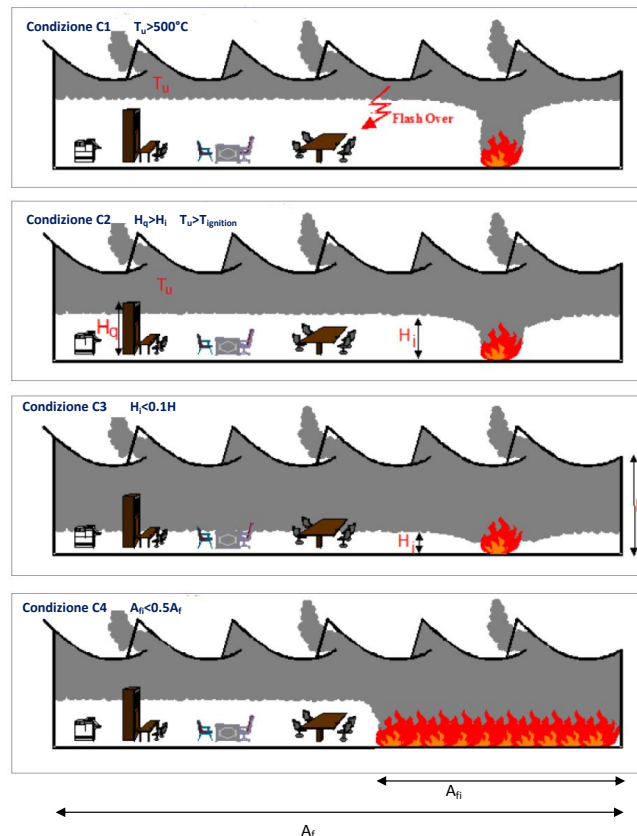 Condizione C1 Tu>500°C
Tu
Flash Over
Condizione C2 Hq>Hi Tu>Tignition
Tu
Hq
Hi
Condizione C3 Hi<0.1H
Hi
Condizione C4 Afi<0.5Af
Afi
Af